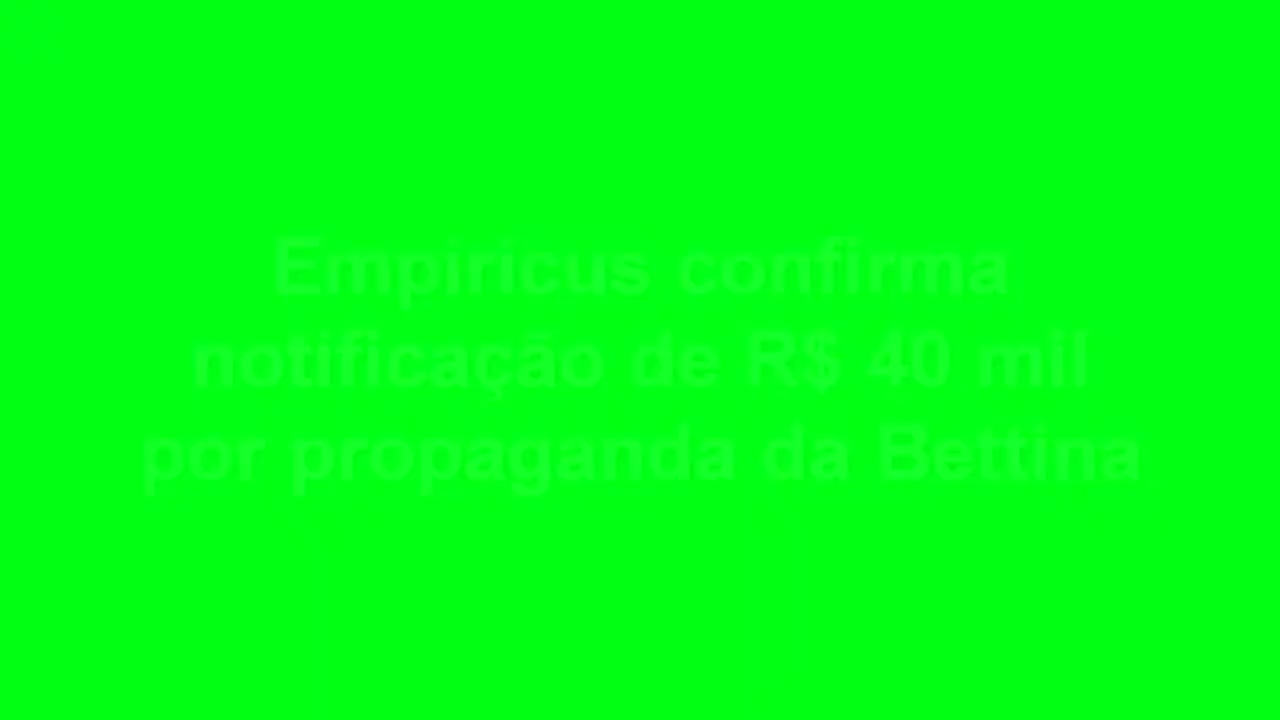 Empiricus confirma
notificação de R$ 40 mil
por propaganda da Bettina